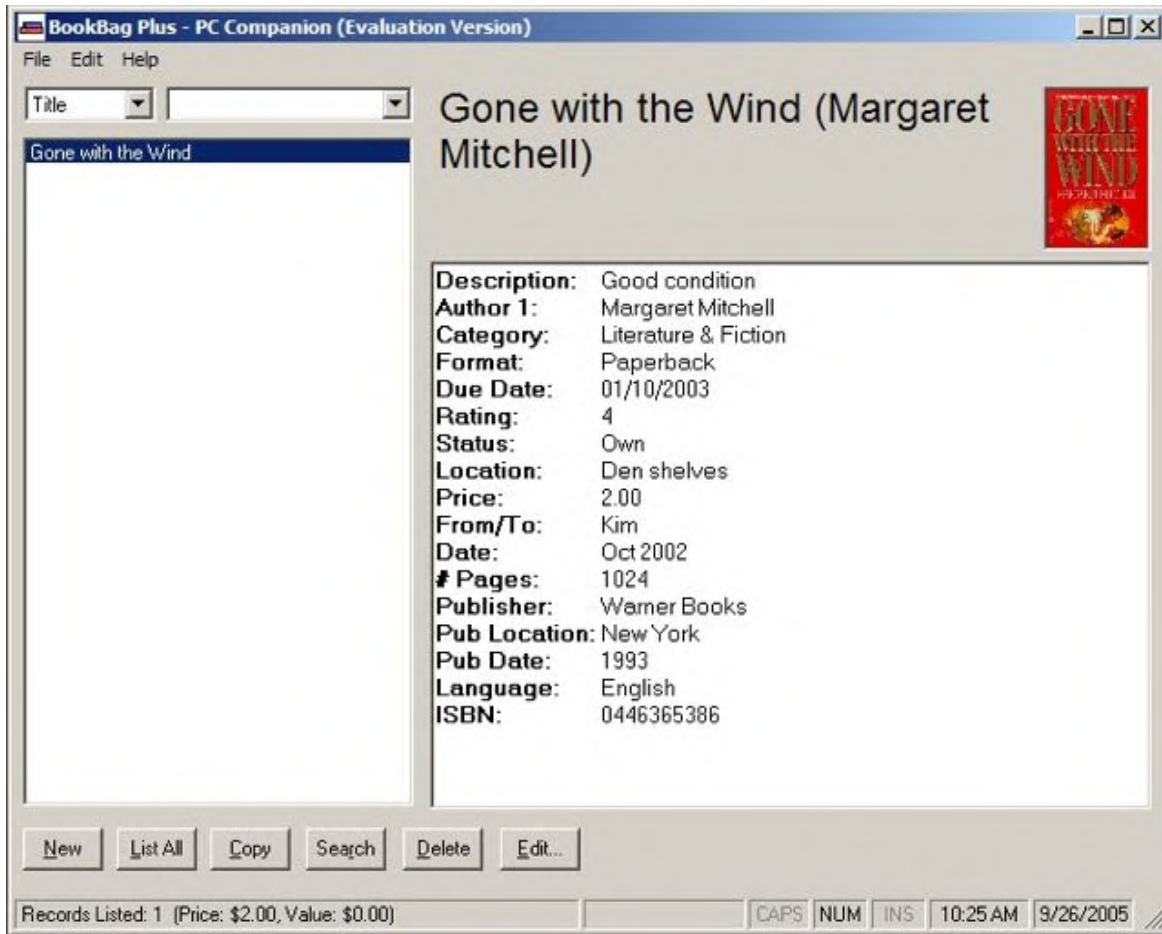 BookBag Plus - PC Companion (Evaluation Version)
File Edit Help
Title
Gone with the Wind
Gone with the Wind (Margaret
Mitchell)
GONE
WITH THE
WIND
Description: Good condition
Author 1: Margaret Mitchell
Category: Literature & Fiction
Format: Paperback
Due Date: 01/10/2003
Rating: 4
Status: Own
Location: Den shelves
Price: 2.00
From/To: Kim
Date: Oct 2002
# Pages: 1024
Publisher: Warner Books
Pub Location: New York
Pub Date: 1993
Language: English
ISBN: 0446365386
New List All Copy Search Delete Edit...
Records Listed: 1 (Price: $2.00, Value: $0.00) CAPS NUM INS 10:25 AM 9/26/2005